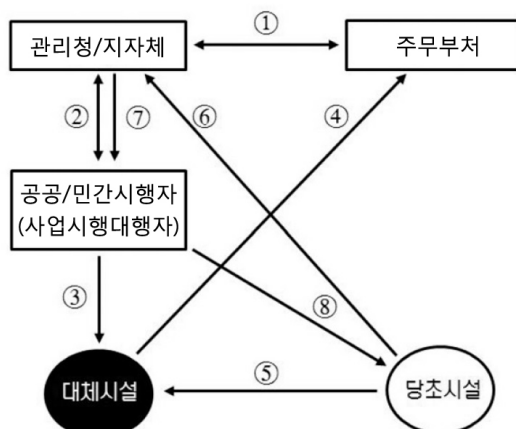 ①
관리청/지자체
주무부처
②
⑦
⑥
④
공공/민간시행자
(사업시행대행자)
③
⑧
⑤
대체시설
당초시설